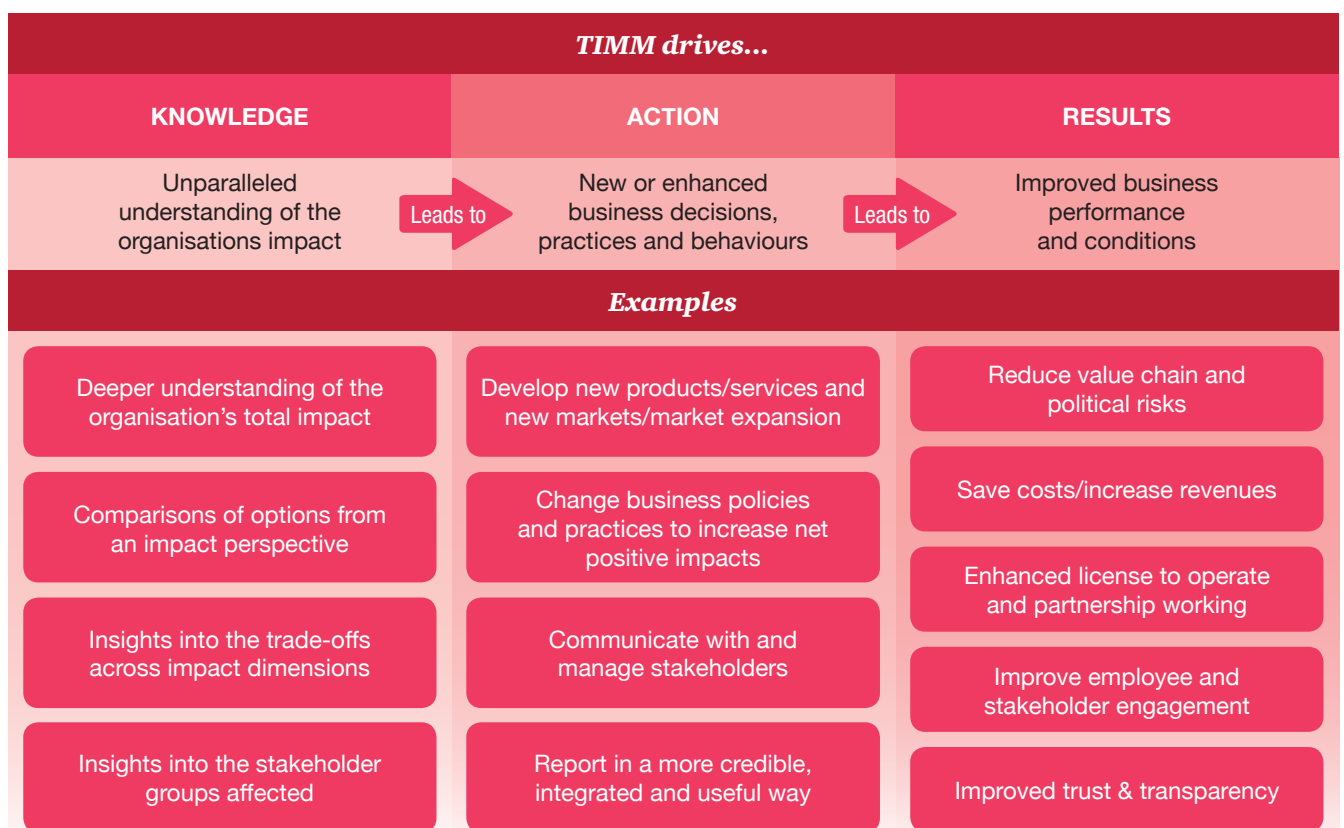 TIMM drives...
KNOWLEDGE
ACTION
RESULTS
Unparalleled
understanding of the
organisations impact
Leads to
New or enhanced
business decisions,
practices and behaviours
Leads to
Improved business
performance
and conditions
Examples
Deeper understanding of the
organisation’s total impact
Comparisons of options from
an impact perspective
Insights into the trade-offs
across impact dimensions
Insights into the stakeholder
groups affected
Develop new products/services and
new markets/market expansion
Change business policies
and practices to increase net
positive impacts
Communicate with and
manage stakeholders
Report in a more credible,
integrated and useful way
Reduce value chain and
political risks
Save costs/increase revenues
Enhanced license to operate
and partnership working
Improve employee and
stakeholder engagement
Improved trust & transparency